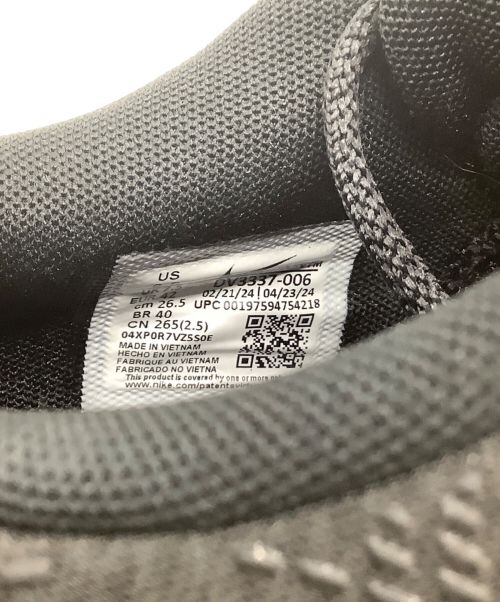 US
DV3337-006
02/21/24 04/23/24
cm 26.5 UPC 00197594754218
BR 40
CN 265(2.5)
04XP0R7VZSS0E
MADE IN VIETNAM
HECHO EN VIETNAM
FABRIQUE AU VIETNAM
FABRICADO NO VIETNA
This product is covered by one or more
www.nike.com/patents